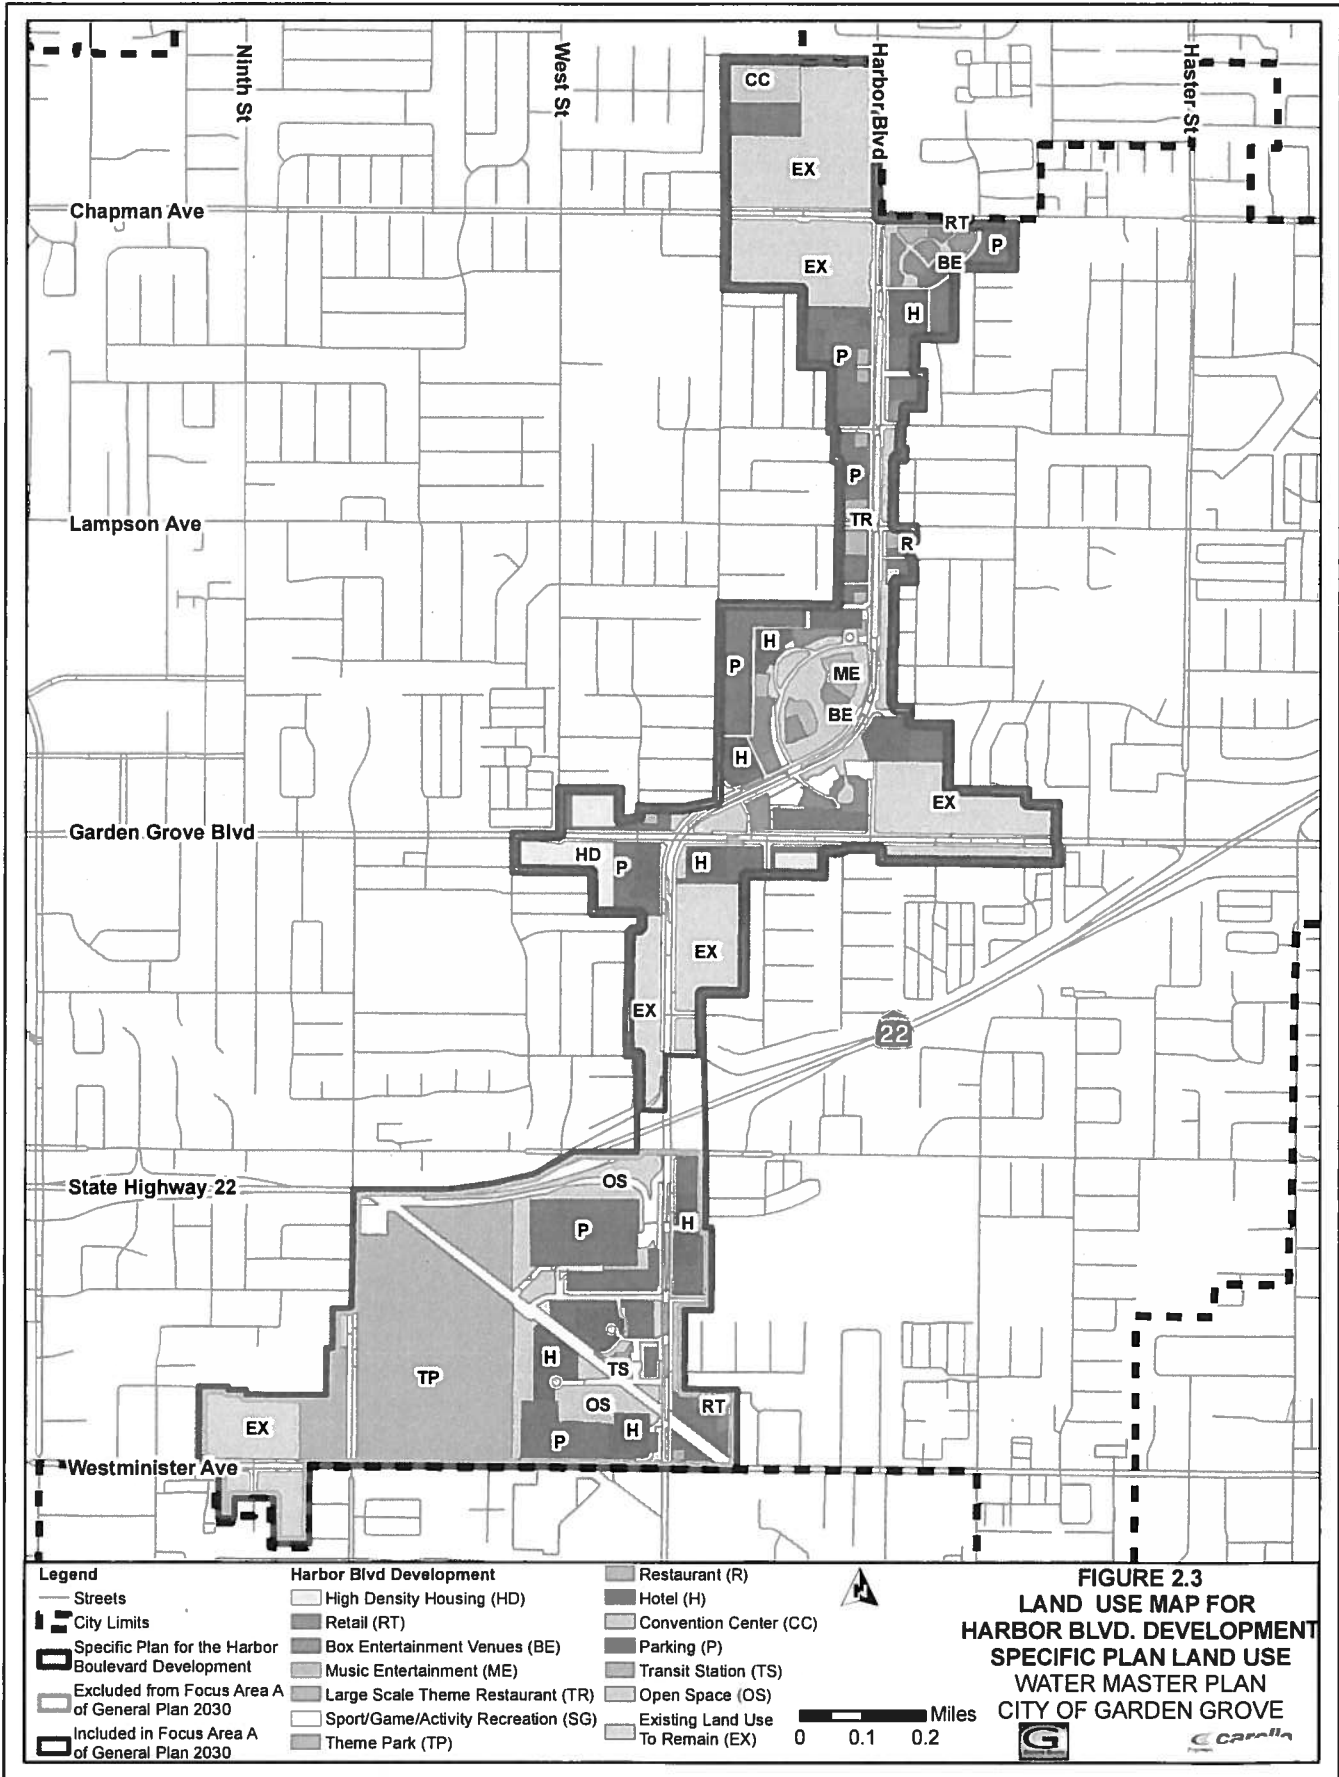 Ninth St
West St
Harbor Blvd
Haster St
CC
EX
Chapman Ave
RT
P
BE
EX
H
P
P
Lampson Ave
TR
R
H
P
ME
BE
H
EX
Garden Grove Blvd
HD
P
H
EX
EX
22
State Highway 22
OS
P
H
H
TS
TP
OS
RT
EX
H
P
Westminister Ave
Legend
Streets
City Limits
Specific Plan for the Harbor
Boulevard Development
Excluded from Focus Area A
of General Plan 2030
Included in Focus Area A
of General Plan 2030
Harbor Blvd Development
High Density Housing (HD)
Retail (RT)
Box Entertainment Venues (BE)
Music Entertainment (ME)
Large Scale Theme Restaurant (TR)
Sport/Game/Activity Recreation (SG)
Theme Park (TP)
Restaurant (R)
Hotel (H)
Convention Center (CC)
Parking (P)
Transit Station (TS)
Open Space (OS)
Existing Land Use
To Remain (EX)
N
Miles
0 0.1 0.2
FIGURE 2.3
LAND USE MAP FOR
HARBOR BLVD. DEVELOPMENT
SPECIFIC PLAN LAND USE
WATER MASTER PLAN
CITY OF GARDEN GROVE
G
carollo